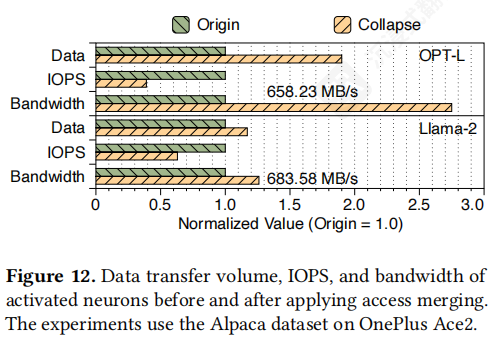 Origin Collapse
Data OPT-L
IOPS
658.23 MB/s
Bandwidth
Data Llama-2
IOPS
Bandwidth 683.58 MB/s
0 0.5 1.0 1.5 2.0 2.5 3.0
Normalized Value (Origin = 1.0)
Figure 12. Data transfer volume, IOPS, and bandwidth of
activated neurons before and after applying access merging.
The experiments use the Alpaca dataset on OnePlus Ace2.